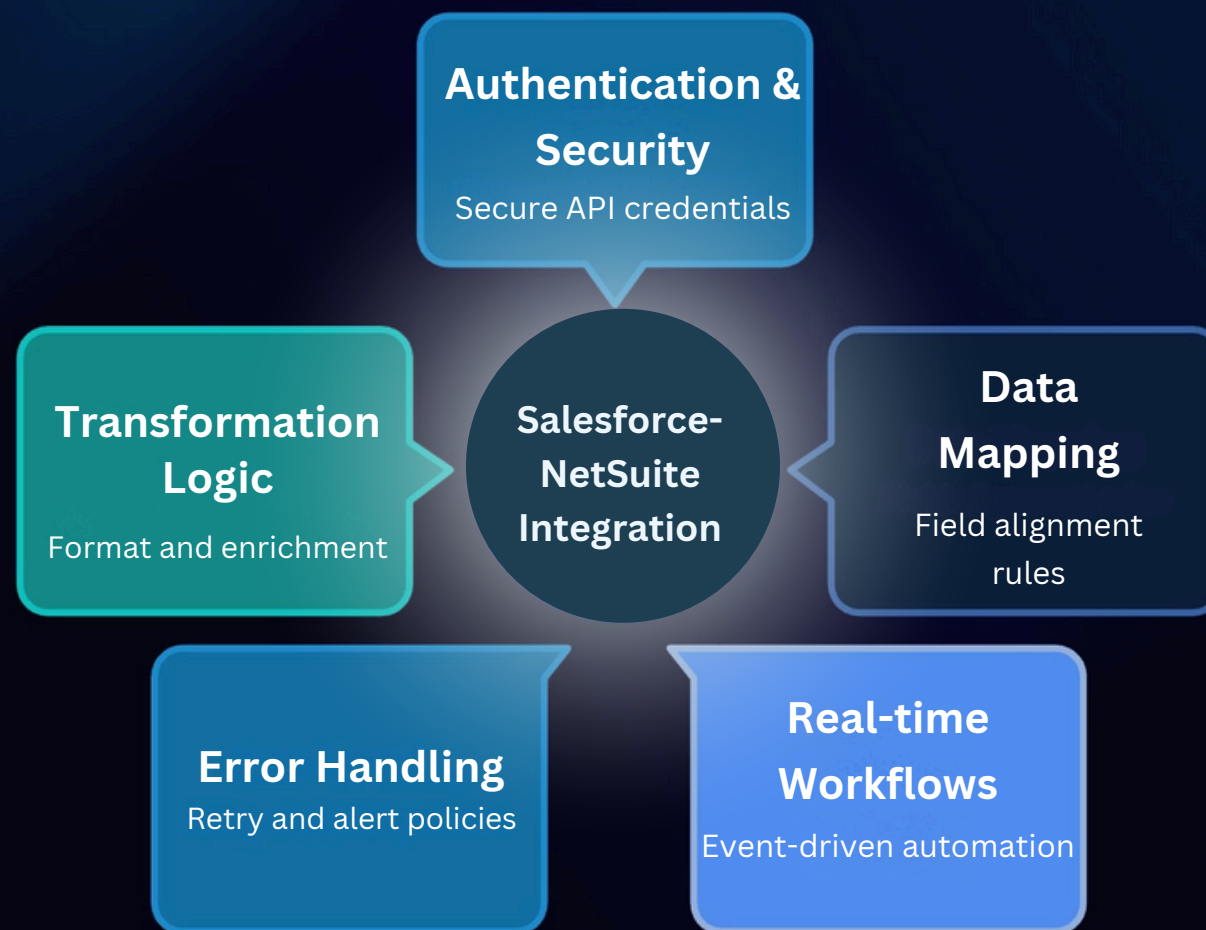 Authentication &
Security
Secure API credentials
Transformation
Logic
Format and enrichment
Salesforce-
NetSuite
Integration
Data
Mapping
Field alignment
rules
Error Handling
Retry and alert policies
Real-time
Workflows
Event-driven automation